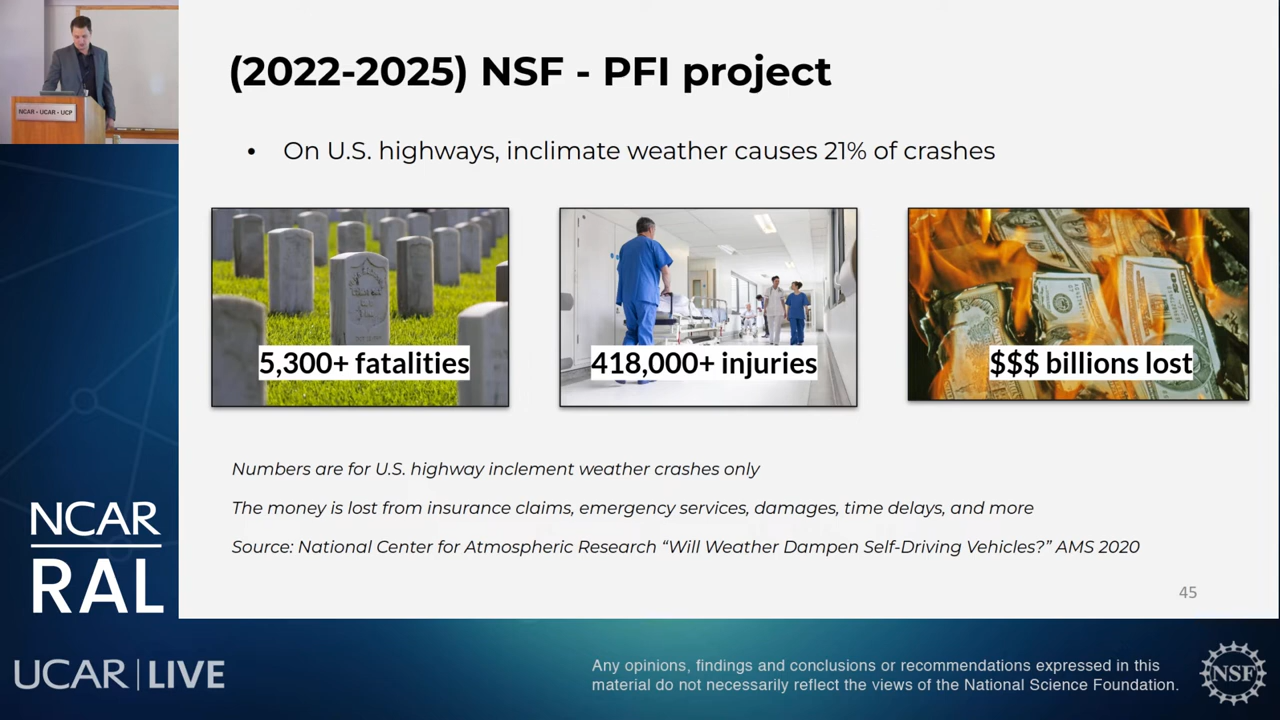 NCAR • UCAR • UCP
(2022-2025) NSF - PFI project
• On U.S. highways, inclimate weather causes 21% of crashes
5,300+ fatalities
418,000+ injuries
$$$ billions lost
Numbers are for U.S. highway inclement weather crashes only
The money is lost from insurance claims, emergency services, damages, time delays, and more
Source: National Center for Atmospheric Research “Will Weather Dampen Self-Driving Vehicles?” AMS 2020
45
NCAR
RAL
UCAR | LIVE
Any opinions, findings and conclusions or recommendations expressed in this
material do not necessarily reflect the views of the National Science Foundation.
NSF